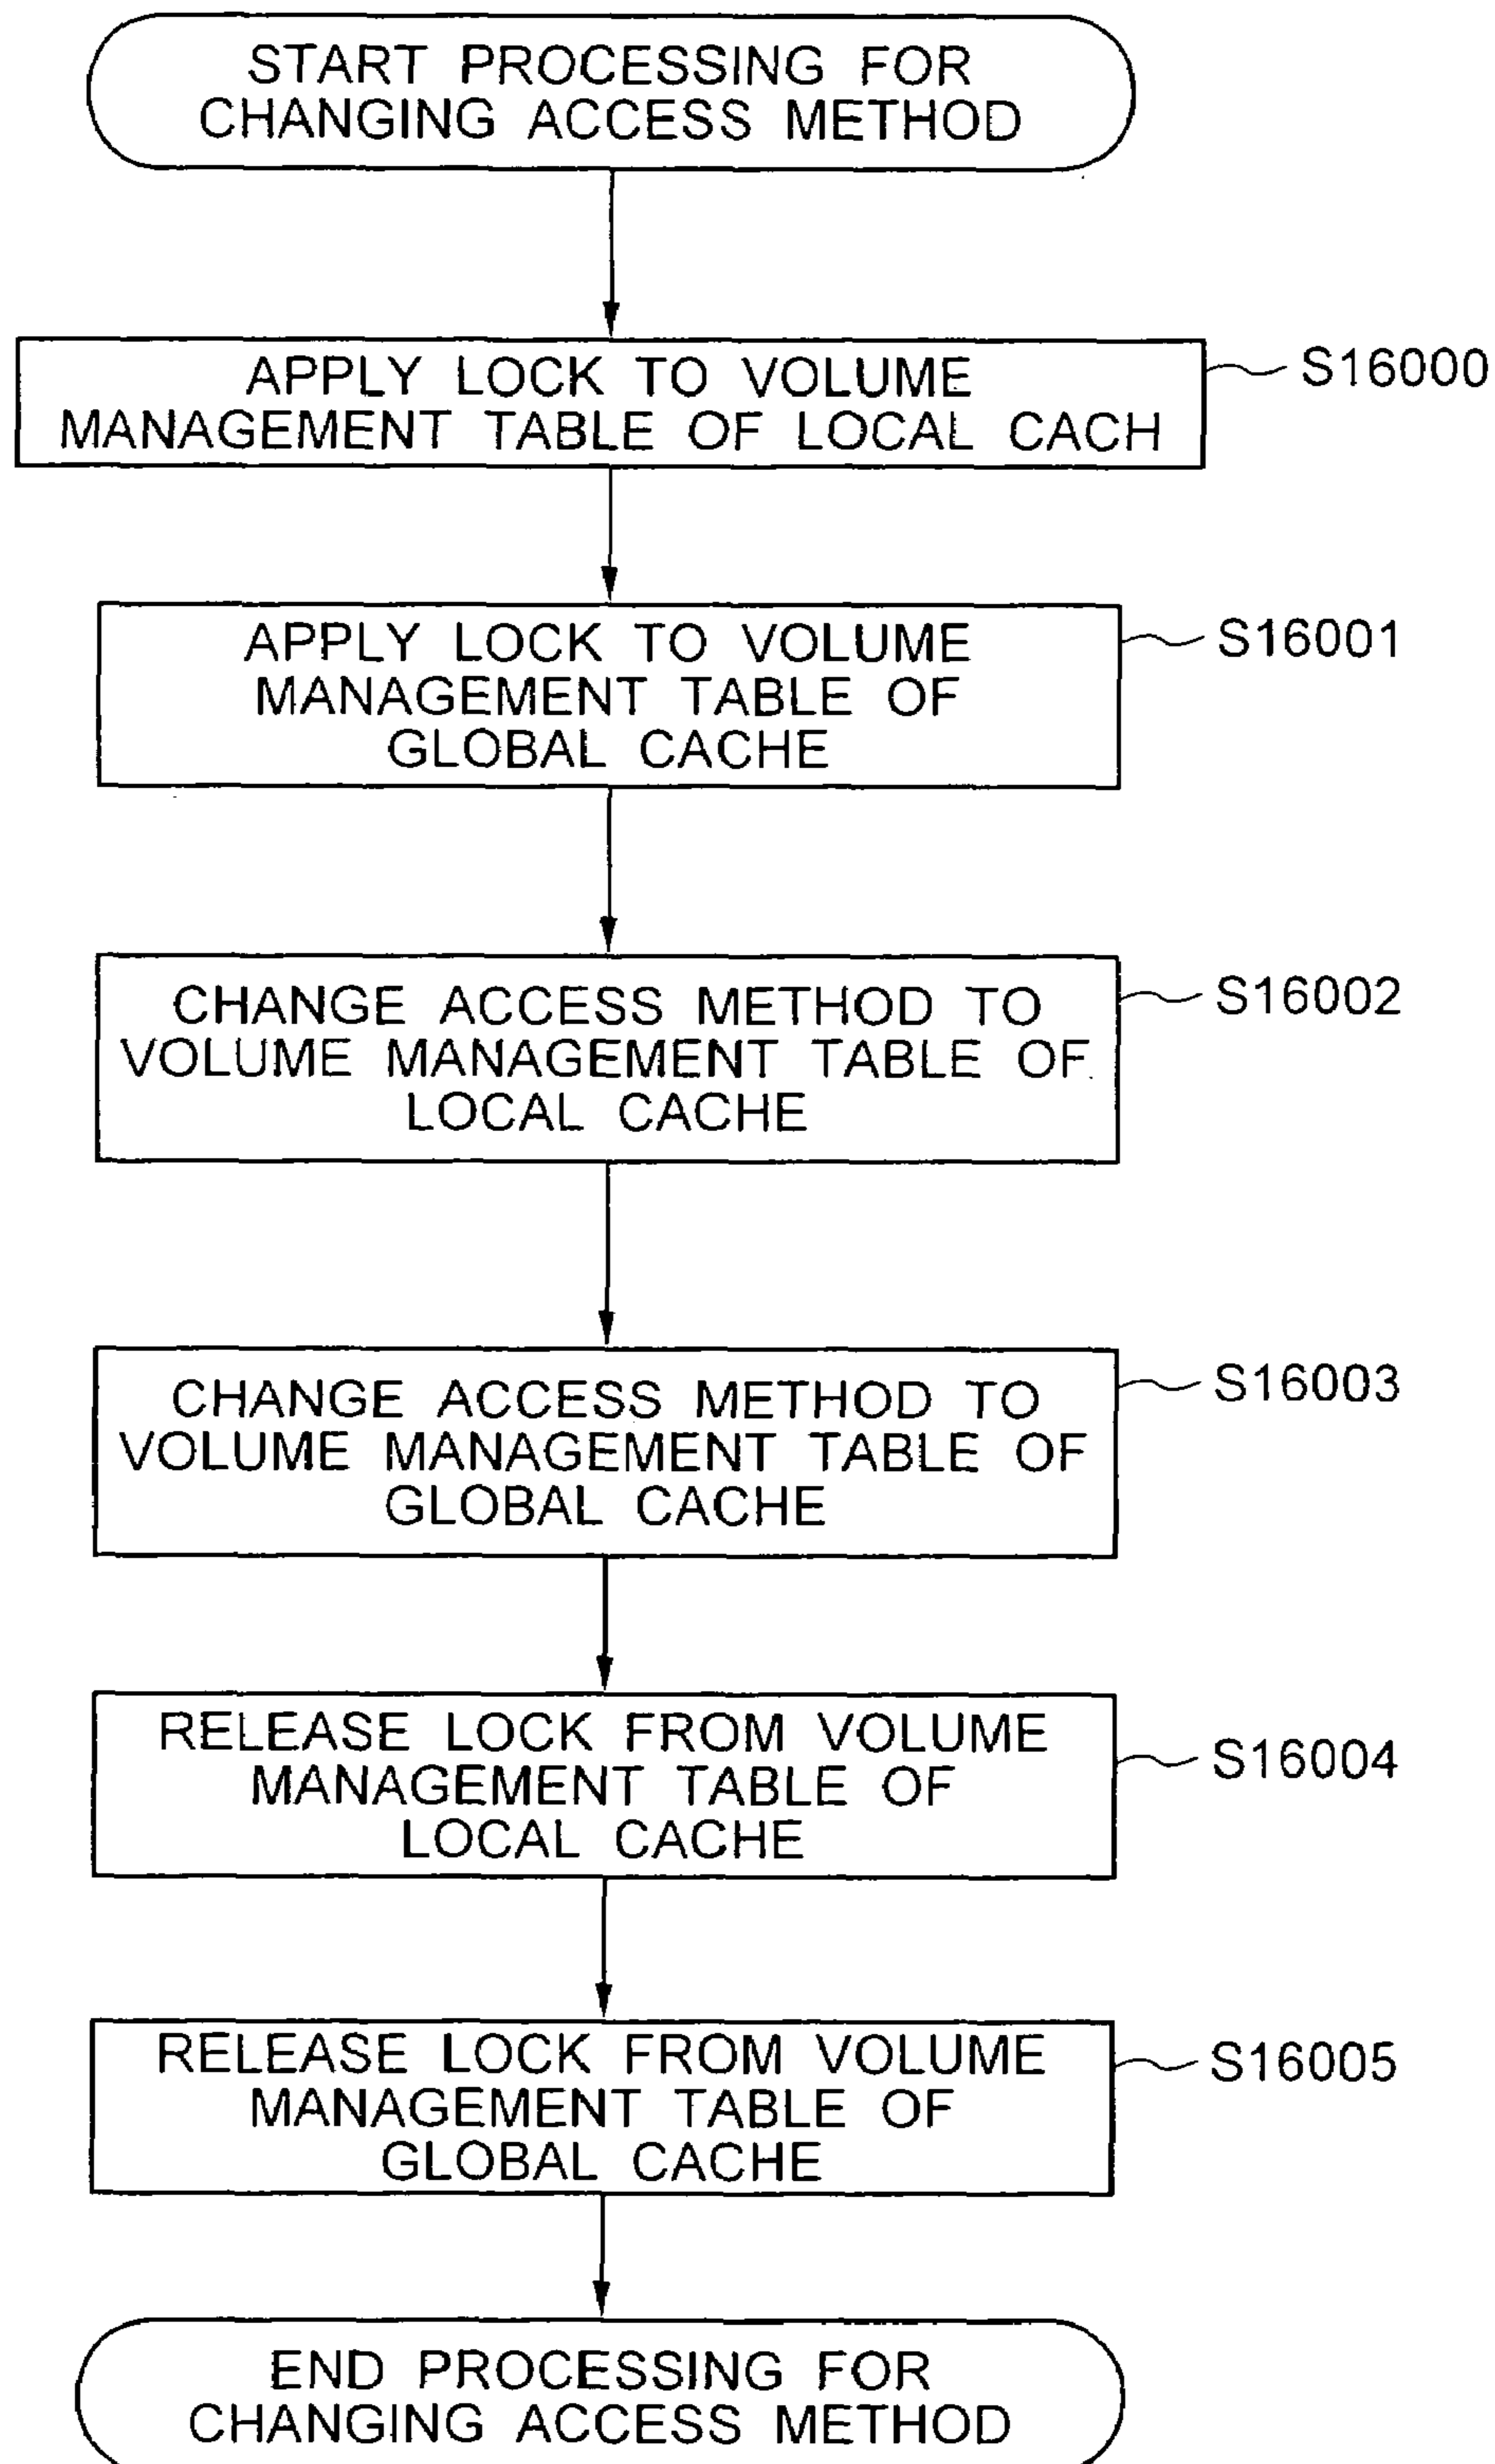 START PROCESSING FOR
CHANGING ACCESS METHOD
APPLY LOCK TO VOLUME
MANAGEMENT TABLE OF LOCAL CACH
S16000
APPLY LOCK TO VOLUME
MANAGEMENT TABLE OF
GLOBAL CACHE
S16001
CHANGE ACCESS METHOD TO
VOLUME MANAGEMENT TABLE OF
LOCAL CACHE
S16002
CHANGE ACCESS METHOD TO
VOLUME MANAGEMENT TABLE OF
GLOBAL CACHE
S16003
RELEASE LOCK FROM VOLUME
MANAGEMENT TABLE OF
LOCAL CACHE
S16004
RELEASE LOCK FROM VOLUME
MANAGEMENT TABLE OF
GLOBAL CACHE
S16005
END PROCESSING FOR
CHANGING ACCESS METHOD